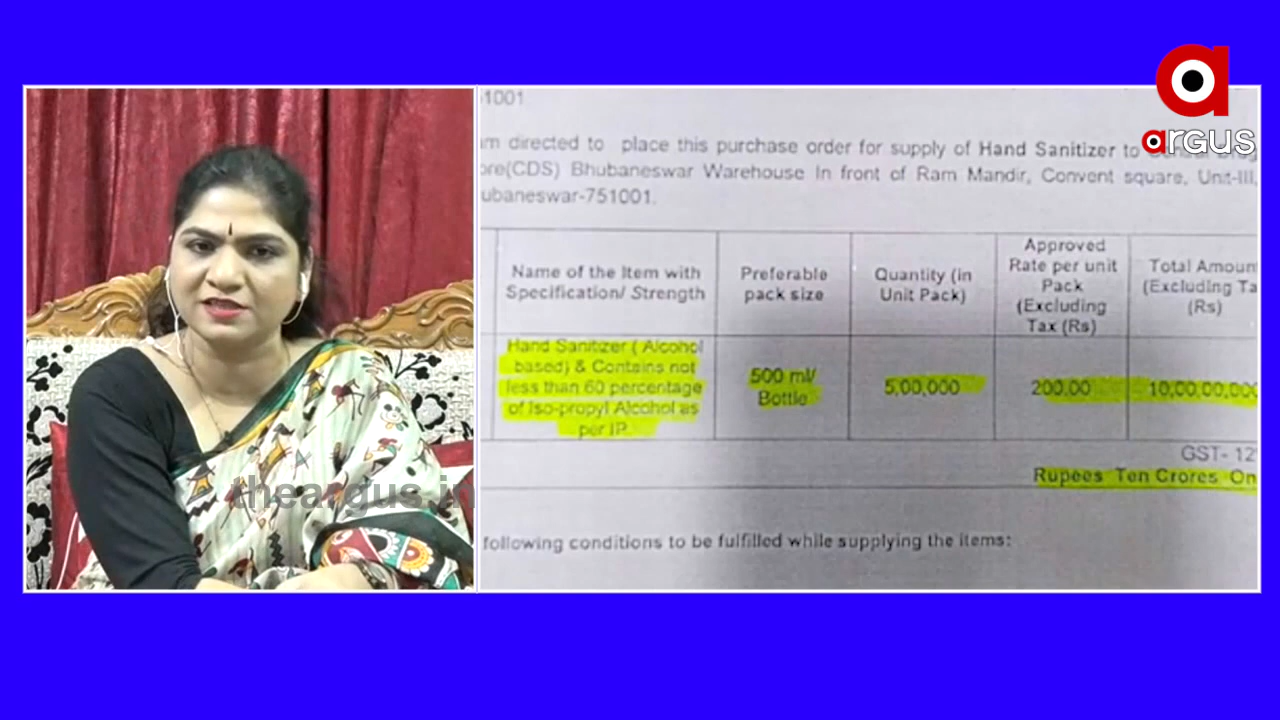 argus
51001
am directed to place this purchase order for supply of Hand Sanitizer to
ore(CDS) Bhubaneswar Warehouse In front of Ram Mandir, Convent square, Unit-III,
ubaneswar-751001.
Name of the Item with
Specification/ Strength
Preferable
pack size
Quantity (in
Unit Pack)
Approved
Rate per unit
Pack
(Excluding
Tax (Rs)
Total Amoun
(Excluding Ta
(Rs)
Hand Sanitizer ( Alcohol
based) & Contains not
less than 60 percentage
of Iso-propyl Alcohol as
per IP.
500 ml/
Bottle
5,00,000
200.00
10,00,00,000
GST- 12
Rupees Ten Crores On
following conditions to be fulfilled while supplying the items:
theargus.in